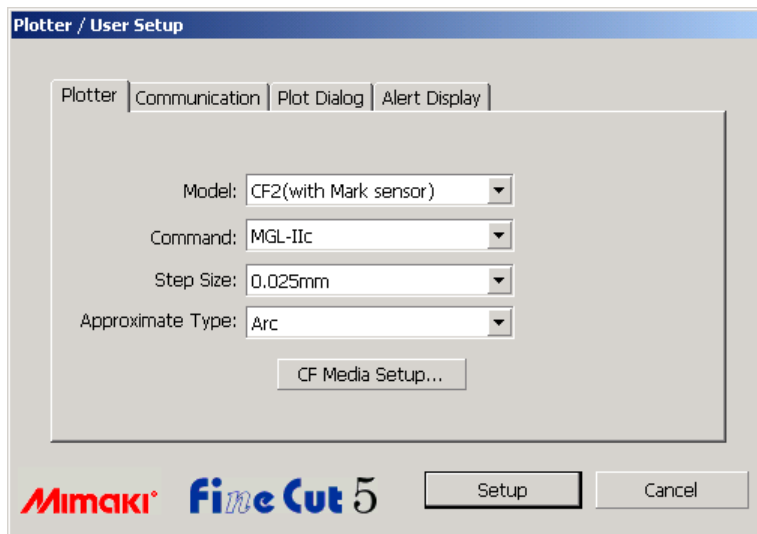 Plotter / User Setup
Plotter Communication Plot Dialog Alert Display
Model: CF2(with Mark sensor)
Command: MGL-IIc
Step Size: 0.025mm
Approximate Type: Arc
CF Media Setup...
Mimaki Fine Cut 5 Setup Cancel